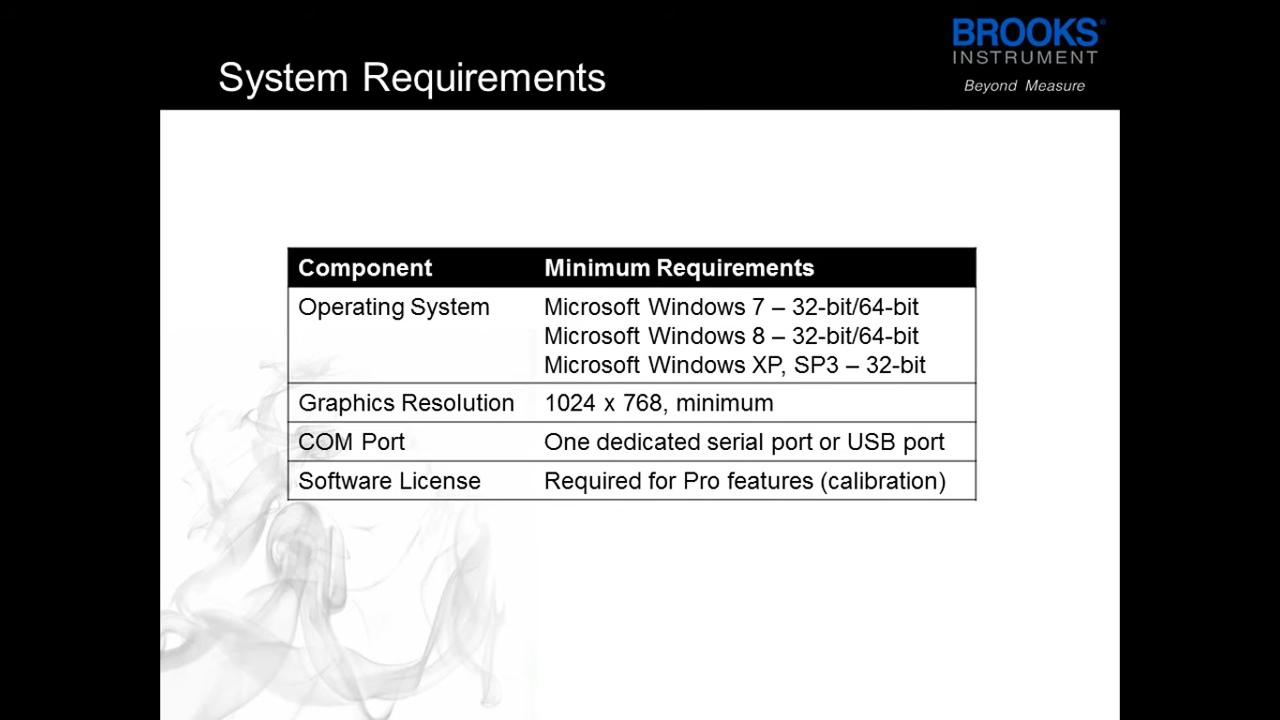 System Requirements
BROOKS®
INSTRUMENT
Beyond Measure
Component Minimum Requirements
Operating System Microsoft Windows 7 – 32-bit/64-bit
Microsoft Windows 8 – 32-bit/64-bit
Microsoft Windows XP, SP3 – 32-bit
Graphics Resolution 1024 x 768, minimum
COM Port One dedicated serial port or USB port
Software License Required for Pro features (calibration)